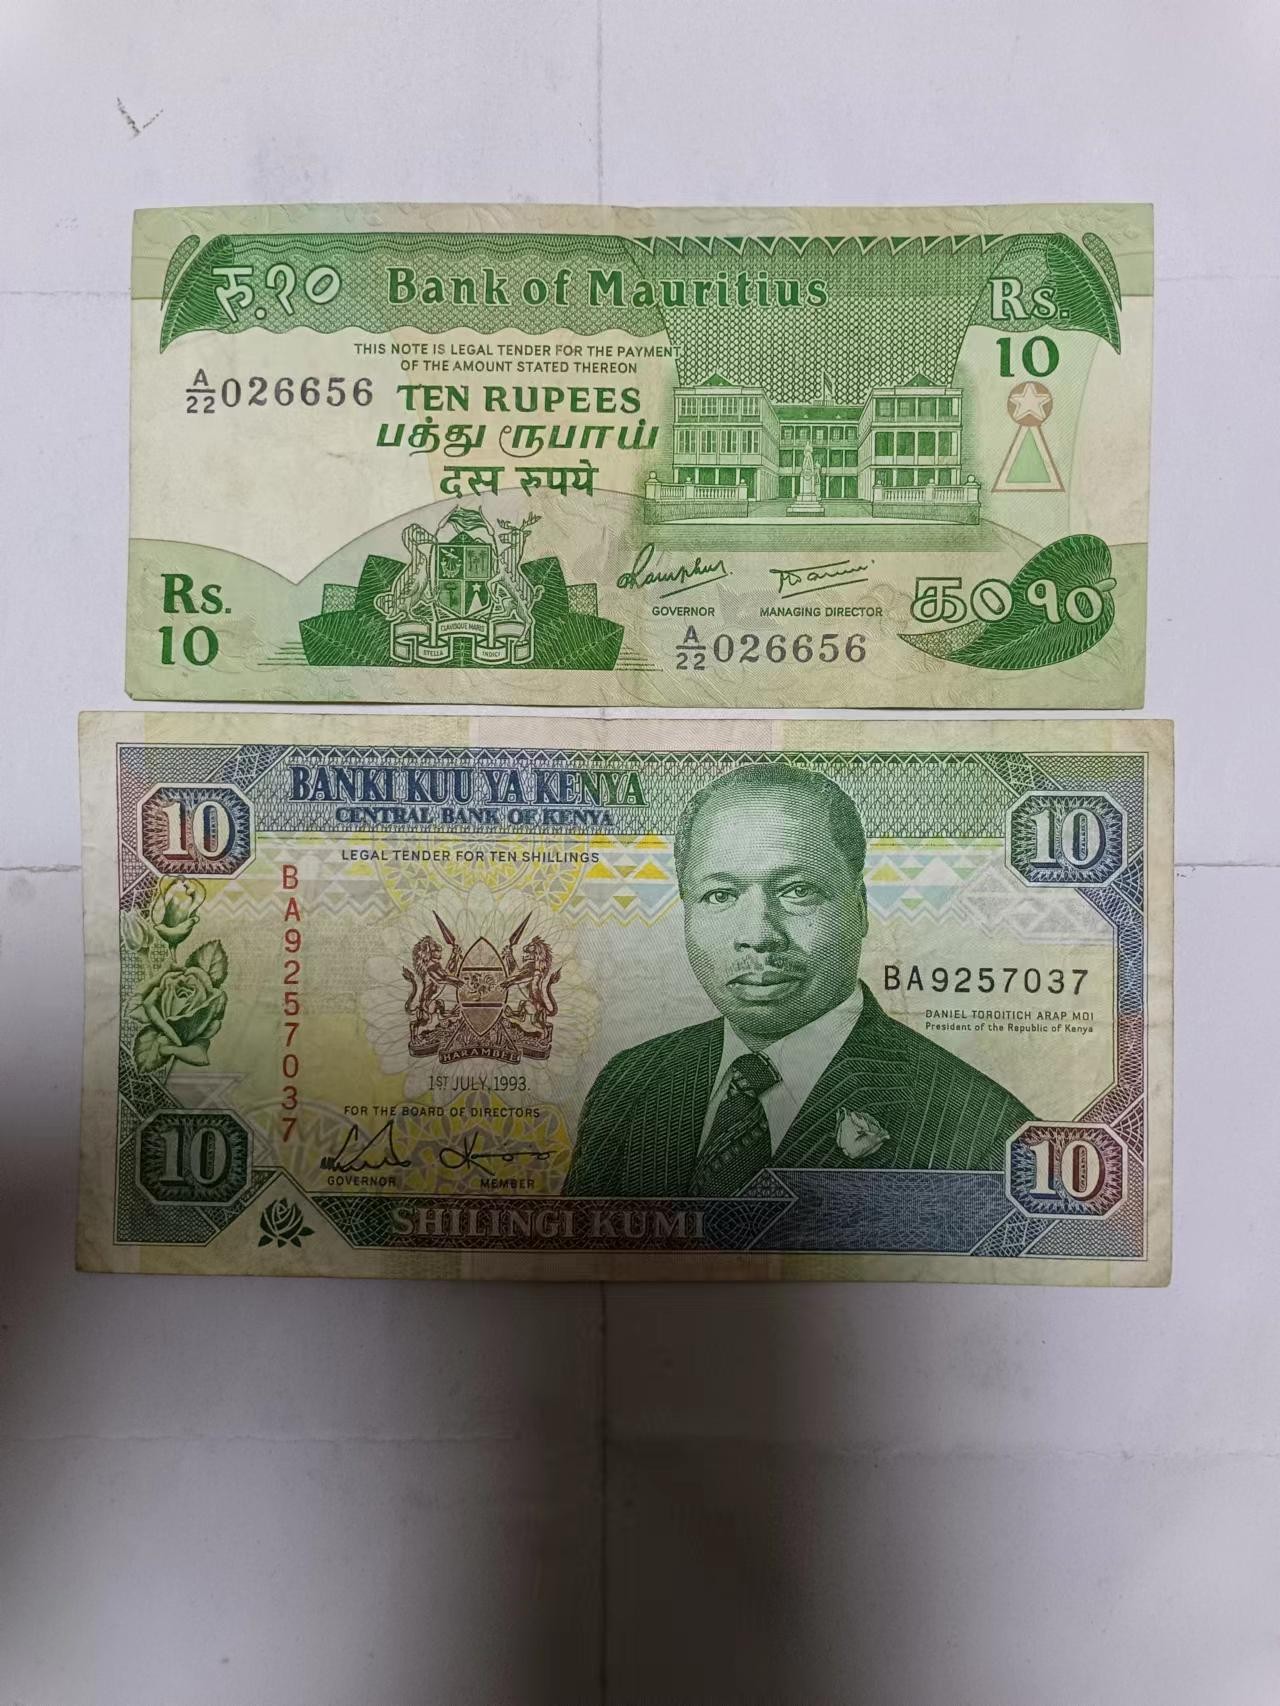 रु.१०
Bank of Mauritius
Rs.
10
THIS NOTE IS LEGAL TENDER FOR THE PAYMENT
OF THE AMOUNT STATED THEREON
A/22 026656
TEN RUPEES
பத்து ரூபாய்
दस रुपये
Rs.
10
STELLA CLAVISQUE MARIS INDICI
GOVERNOR
MANAGING DIRECTOR
A/22 026656
௧௦ १०
BANKI KUU YA KENYA
CENTRAL BANK OF KENYA
10
10
LEGAL TENDER FOR TEN SHILLINGS
BA9257037
BA9257037
DANIEL TOROITICH ARAP MOI
President of the Republic of Kenya
HARAMBEE
1ST JULY, 1993.
FOR THE BOARD OF DIRECTORS
GOVERNOR
MEMBER
10
10
SHILINGI KUMI